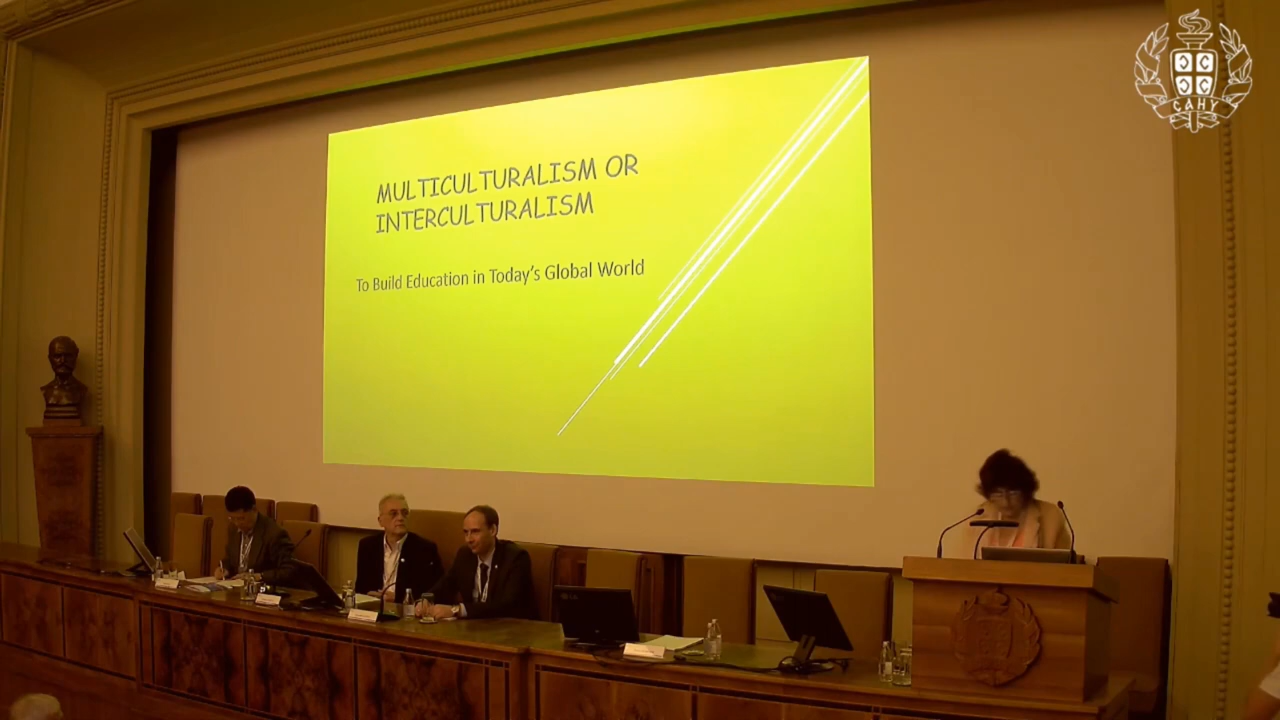 MULTICULTURALISM OR
INTERCULTURALISM
To Build Education in Today's Global World
САНУ